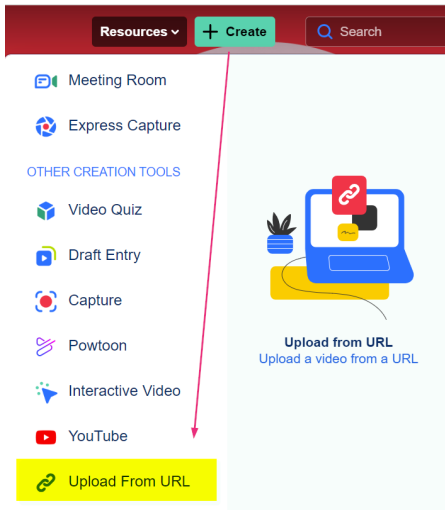 Resources
+ Create
Search
Meeting Room
Express Capture
OTHER CREATION TOOLS
Video Quiz
Draft Entry
Capture
Powtoon
Interactive Video
YouTube
Upload From URL
Upload from URL
Upload a video from a URL